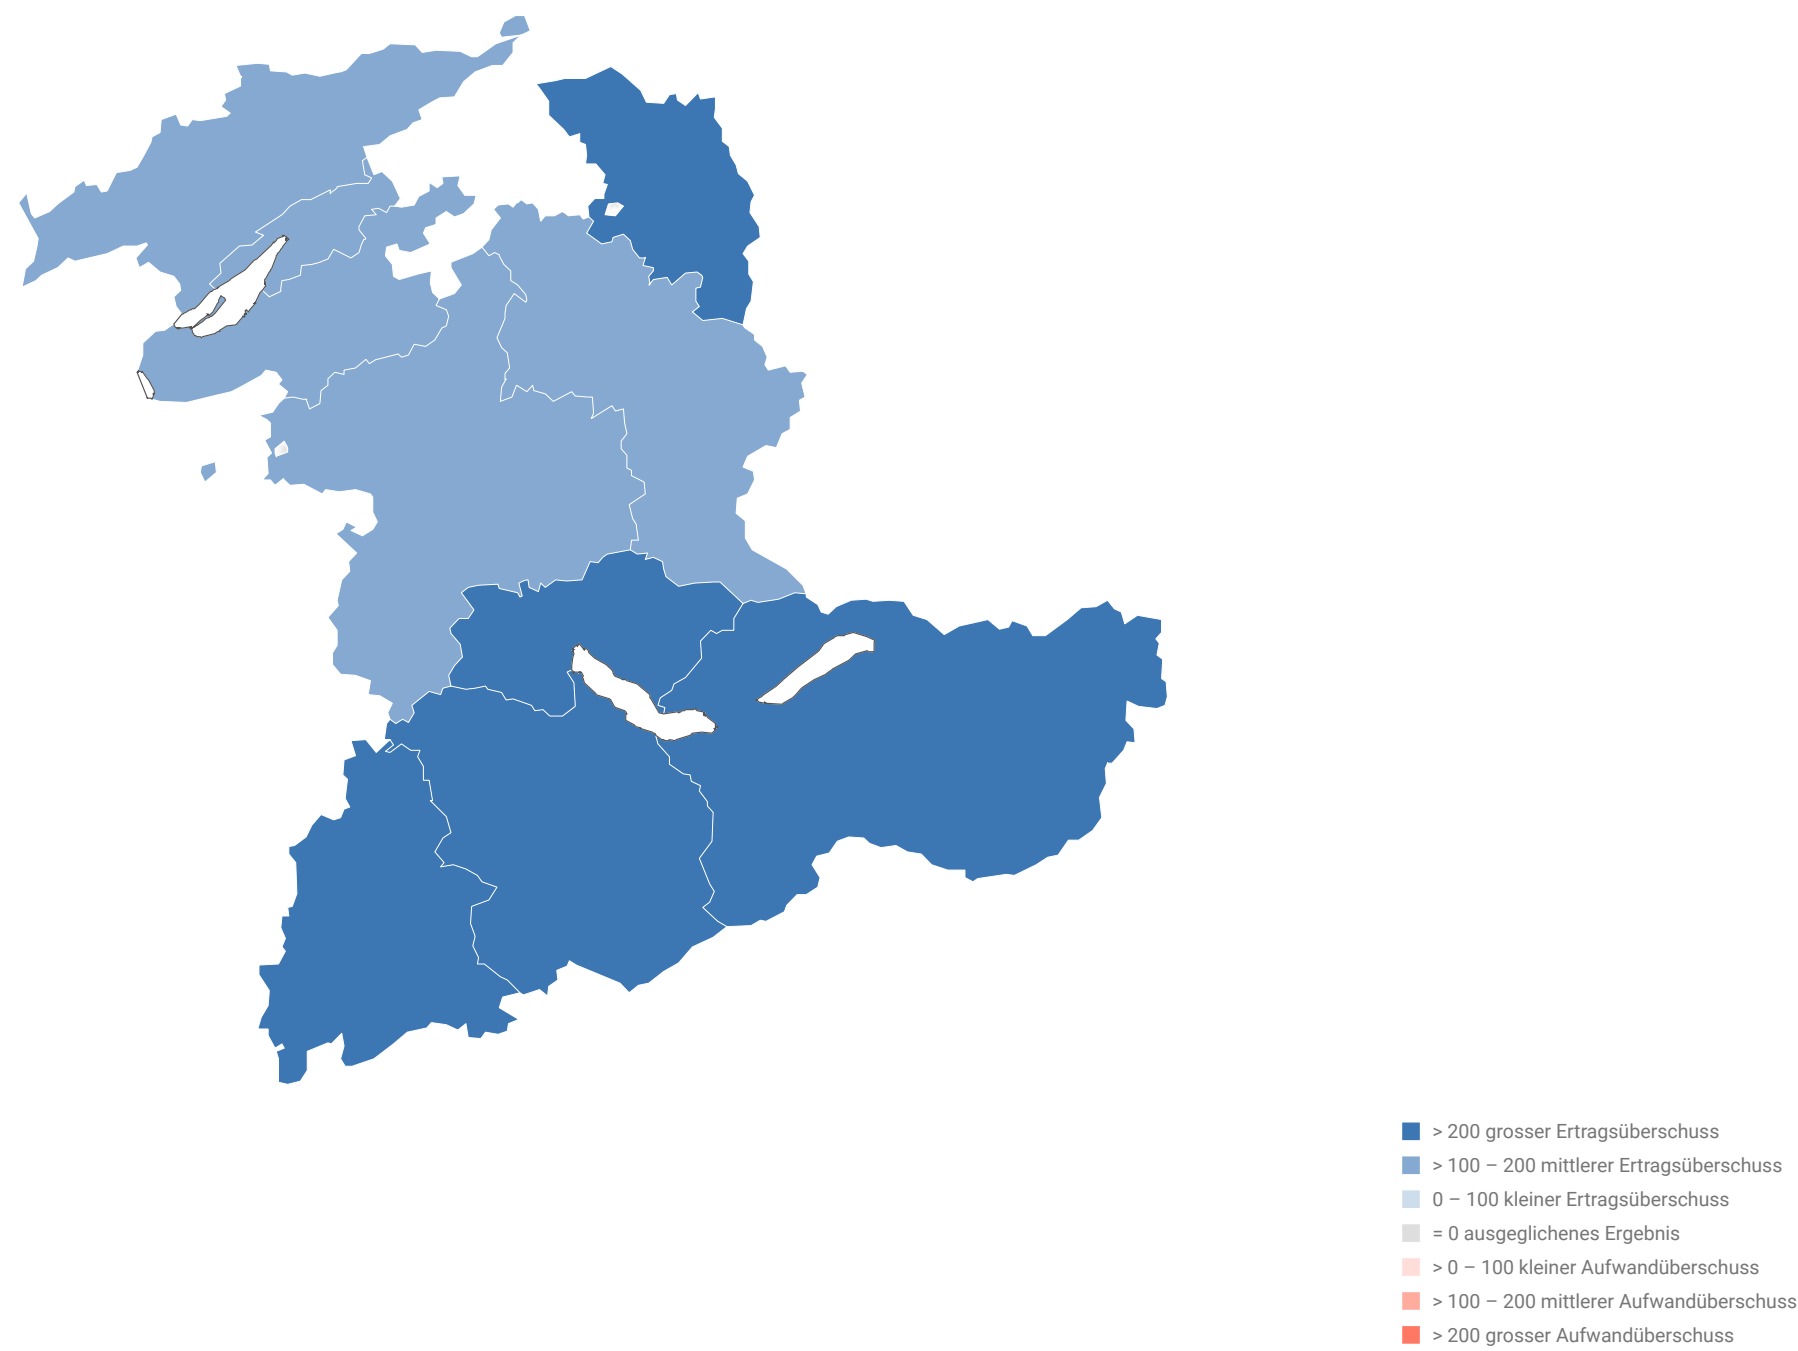 > 200 grosser Ertragsüberschuss
> 100 – 200 mittlerer Ertragsüberschuss
0 – 100 kleiner Ertragsüberschuss
= 0 ausgeglichenes Ergebnis
> 0 – 100 kleiner Aufwandüberschuss
> 100 – 200 mittlerer Aufwandüberschuss
> 200 grosser Aufwandüberschuss